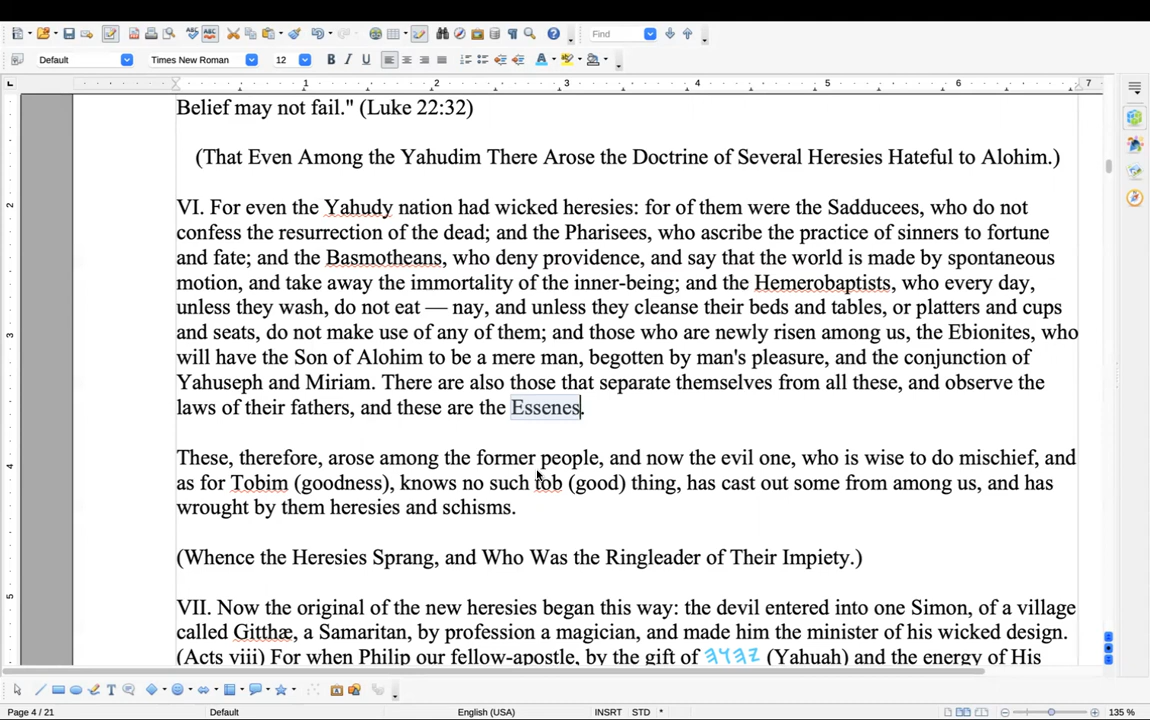 Find
Default
Times New Roman
12
B I U
1 2 3 4 5 6 7
Belief may not fail." (Luke 22:32)
(That Even Among the Yahudim There Arose the Doctrine of Several Heresies Hateful to Alohim.)
VI. For even the Yahudy nation had wicked heresies: for of them were the Sadducees, who do not
confess the resurrection of the dead; and the Pharisees, who ascribe the practice of sinners to fortune
and fate; and the Basmotheans, who deny providence, and say that the world is made by spontaneous
motion, and take away the immortality of the inner-being; and the Hemerobaptists, who every day,
unless they wash, do not eat — nay, and unless they cleanse their beds and tables, or platters and cups
and seats, do not make use of any of them; and those who are newly risen among us, the Ebionites, who
will have the Son of Alohim to be a mere man, begotten by man's pleasure, and the conjunction of
Yahuseph and Miriam. There are also those that separate themselves from all these, and observe the
laws of their fathers, and these are the Essenes.
These, therefore, arose among the former people, and now the evil one, who is wise to do mischief, and
as for Tobim (goodness), knows no such tob (good) thing, has cast out some from among us, and has
wrought by them heresies and schisms.
(Whence the Heresies Sprang, and Who Was the Ringleader of Their Impiety.)
VII. Now the original of the new heresies began this way: the devil entered into one Simon, of a village
called Gitthæ, a Samaritan, by profession a magician, and made him the minister of his wicked design.
(Acts viii) For when Philip our fellow-apostle, by the gift of 𐤉𐤄𐤅𐤄 (Yahuah) and the energy of His
Page 4 / 21
Default
English (USA)
INSRT STD *
135 %